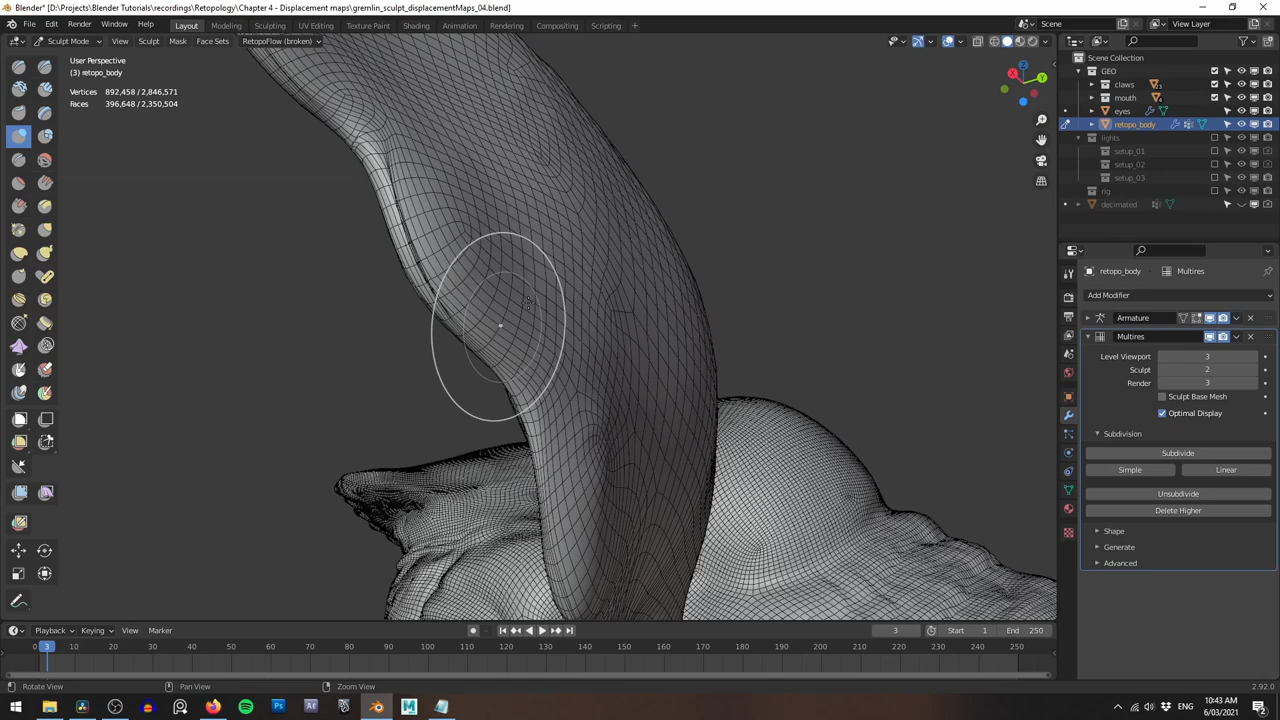 Blender* [D:\Projects\Blender Tutorials\recordings\Retopology\Chapter 4 - Displacement maps\gremlin_sculpt_displacementMaps_04.blend]
File Edit Render Window Help Layout Modeling Sculpting UV Editing Texture Paint Shading Animation Rendering Compositing Scripting + Scene View Layer
Sculpt Mode View Sculpt Mask Face Sets RetopoFlow (broken)
User Perspective
(3) retopo_body
Vertices 892,458 / 2,846,571
Faces 396,648 / 2,350,504
X
Y
Z
Scene Collection
GEO
claws 23
mouth 4
eyes
retopo_body
lights
setup_01
setup_02
setup_03
rig
decimated
retopo_body Multires
Add Modifier
Armature
Multires
Level Viewport 3
Sculpt 2
Render 3
Sculpt Base Mesh
Optimal Display
Subdivision
Subdivide
Simple Linear
Unsubdivide
Delete Higher
Shape
Generate
Advanced
Playback Keying View Marker 3 Start 1 End 250
0 3 10 20 30 40 50 60 70 80 90 100 110 120 130 140 150 160 170 180 190 200 210 220 230 240 250
Rotate View Pan View Zoom View 2.92.0
Ps Ae M ENG 10:43 AM
6/03/2021 2